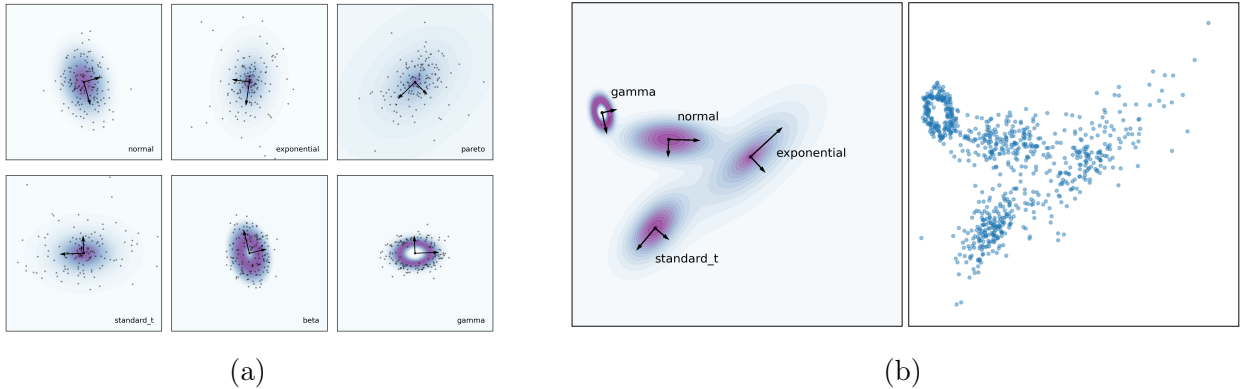 normal
exponential
pareto
standard_t
beta
gamma
(a)
gamma
normal
exponential
standard_t
(b)